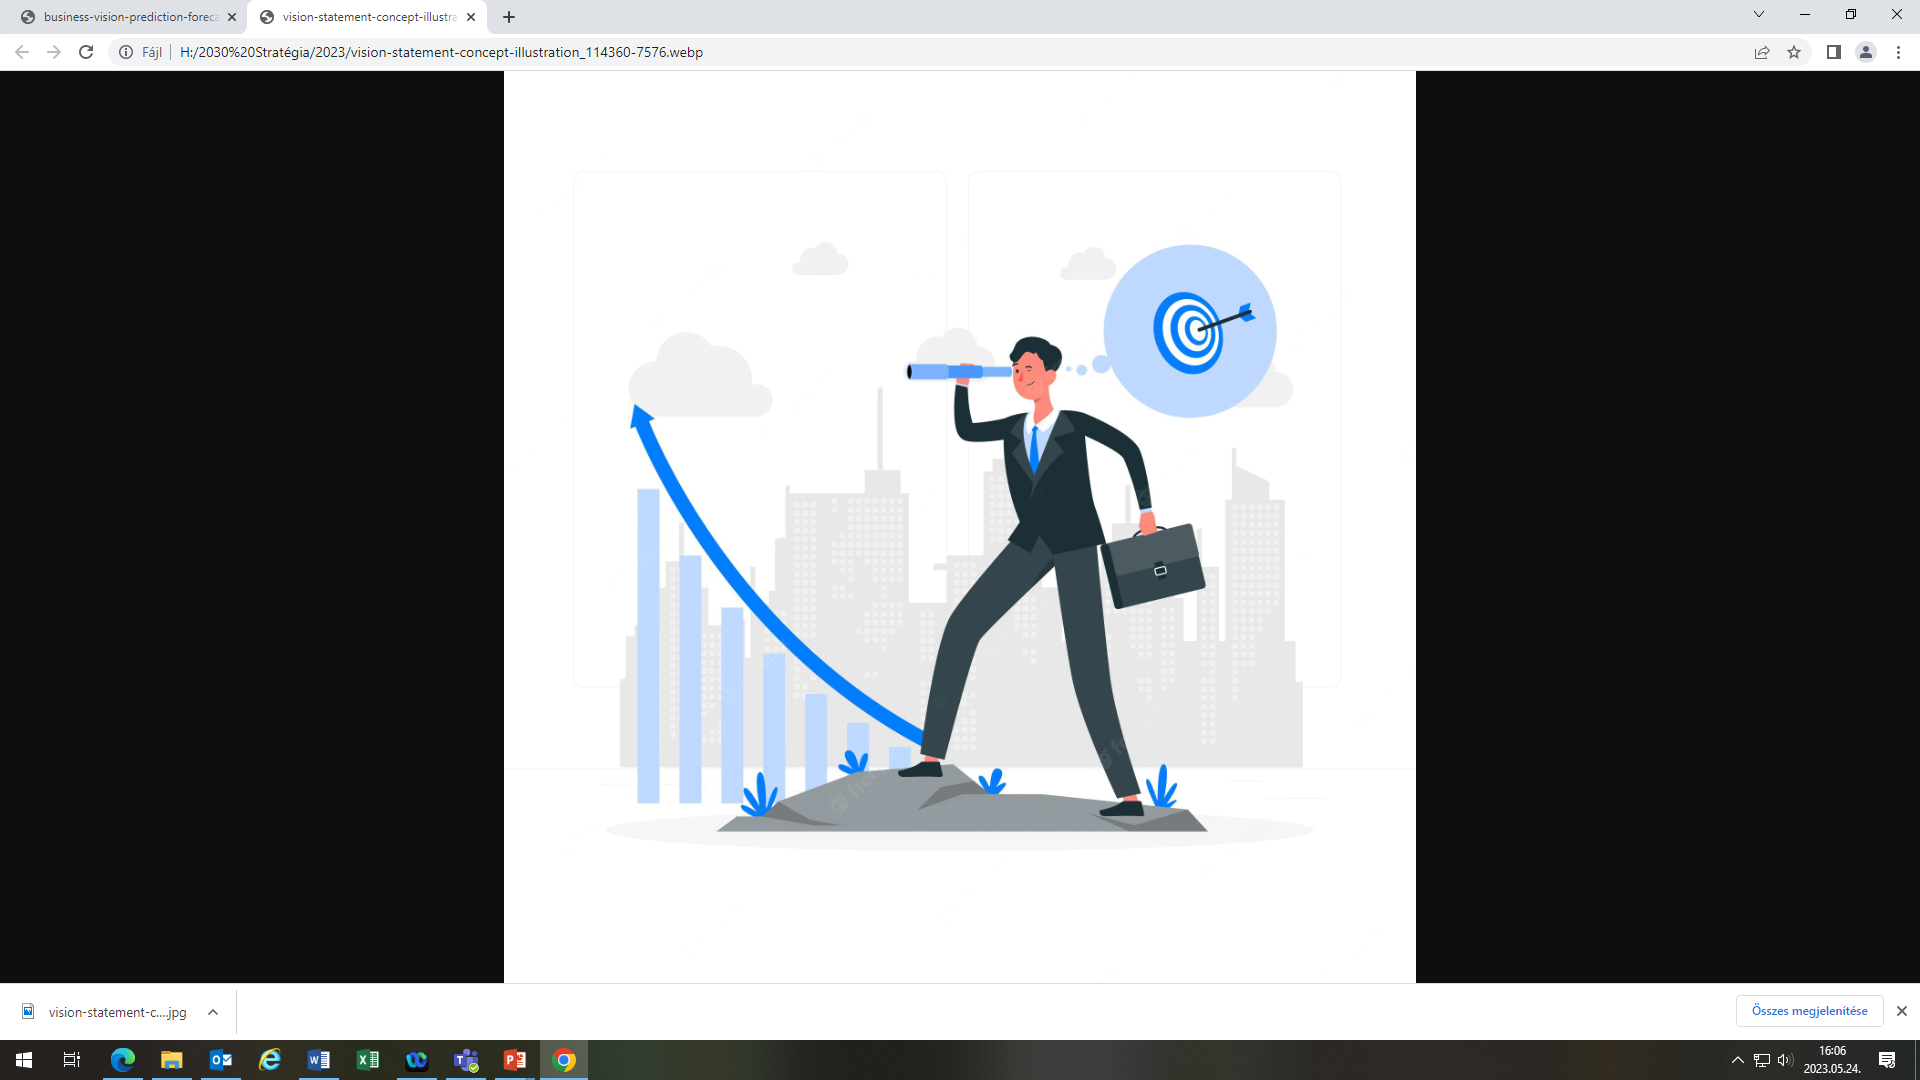 business-vision-prediction-foreca
vision-statement-concept-illustra
Fájl
H:/2030%20Stratégia/2023/vision-statement-concept-illustration_114360-7576.webp
vision-statement-c....jpg
Összes megjelenítése
16:06
2023.05.24.